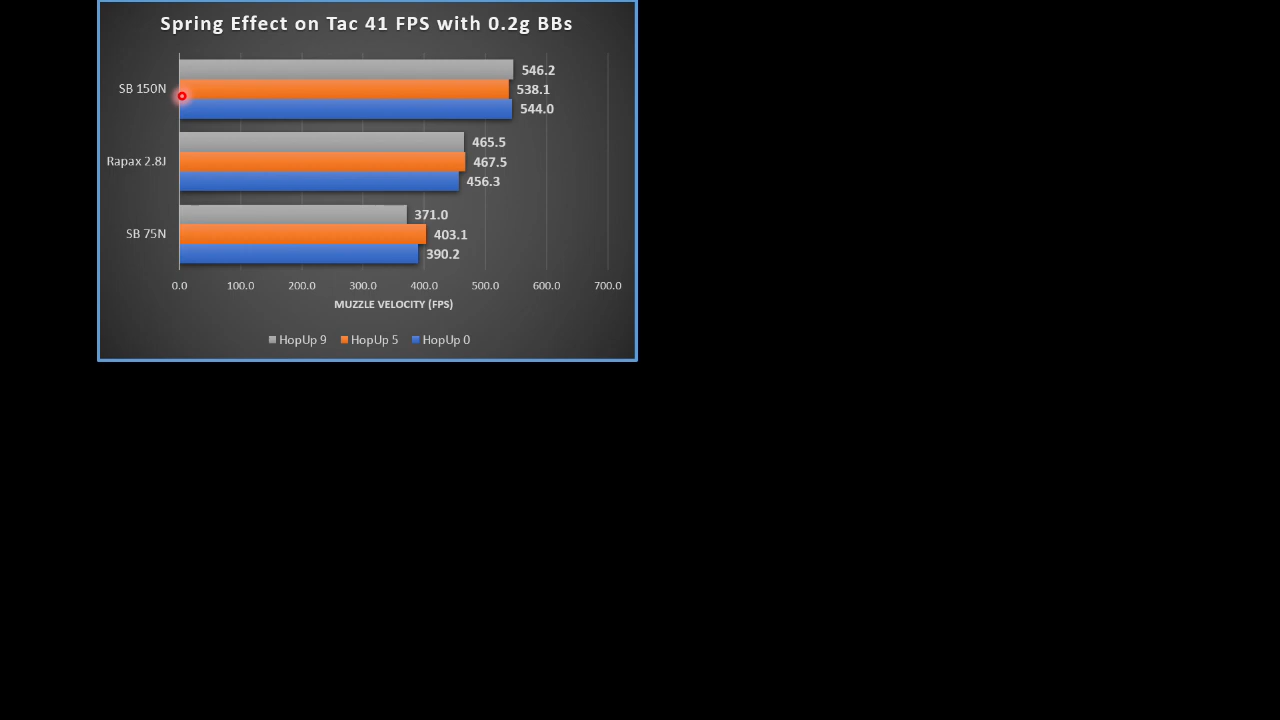 Spring Effect on Tac 41 FPS with 0.2g BBs
SB 150N
546.2
538.1
544.0
Rapax 2.8J
465.5
467.5
456.3
SB 75N
371.0
403.1
390.2
0.0 100.0 200.0 300.0 400.0 500.0 600.0 700.0
MUZZLE VELOCITY (FPS)
HopUp 9 HopUp 5 HopUp 0